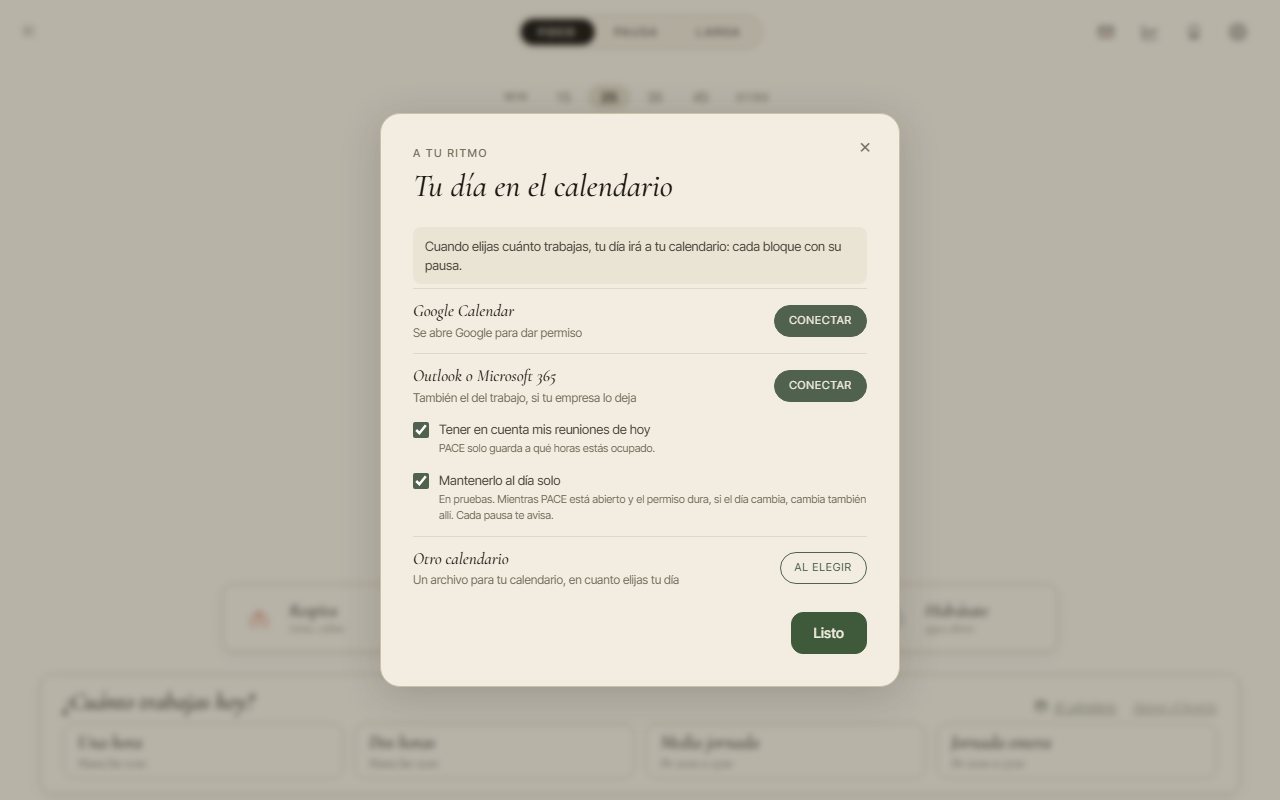 PACE
PAUSA
LARGA
A TU RITMO
Tu día en el calendario
Cuando elijas cuánto trabajas, tu día irá a tu calendario: cada bloque con su
pausa.
Google Calendar
Se abre Google para dar permiso
CONECTAR
Outlook o Microsoft 365
También el del trabajo, si tu empresa lo deja
CONECTAR
Tener en cuenta mis reuniones de hoy
PACE solo guarda a qué horas estás ocupado.
Mantenerlo al día solo
En pruebas. Mientras PACE está abierto y el permiso dura, si el día cambia, cambia también
allí. Cada pausa te avisa.
Otro calendario
Un archivo para tu calendario, en cuanto elijas tu día
AL ELEGIR
Listo
Respira
Hidrátate
¿Cuánto trabajas hoy?
Una hora
Dos horas
Media jornada
Jornada entera